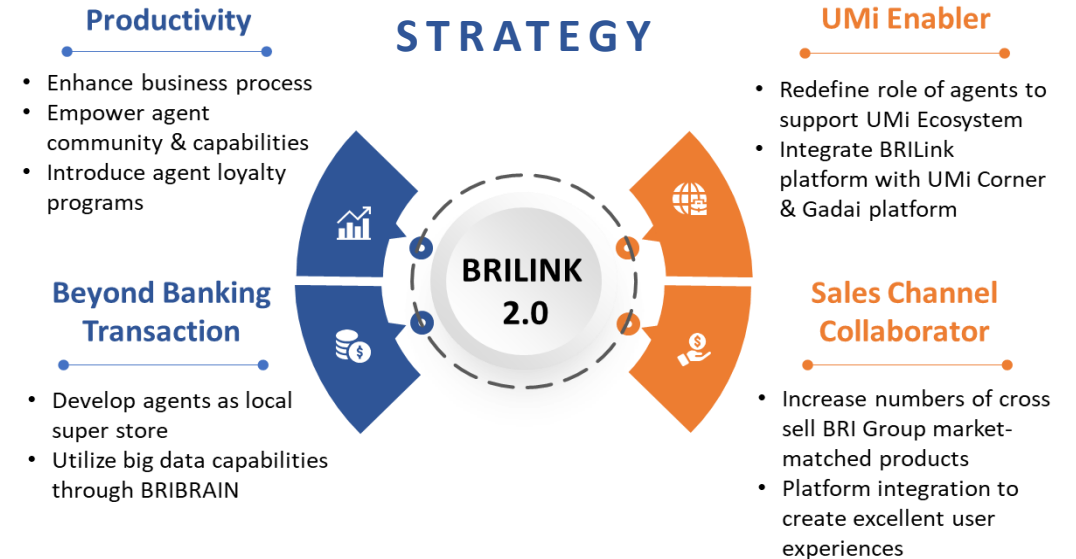 STRATEGY
Productivity
• Enhance business process
• Empower agent
community & capabilities
• Introduce agent loyalty
programs
Beyond Banking
Transaction
• Develop agents as local
super store
• Utilize big data capabilities
through BRIBRAIN
BRILINK
2.0
UMi Enabler
• Redefine role of agents to
support UMi Ecosystem
• Integrate BRILink
platform with UMi Corner
& Gadai platform
Sales Channel
Collaborator
• Increase numbers of cross
sell BRI Group market-
matched products
• Platform integration to
create excellent user
experiences